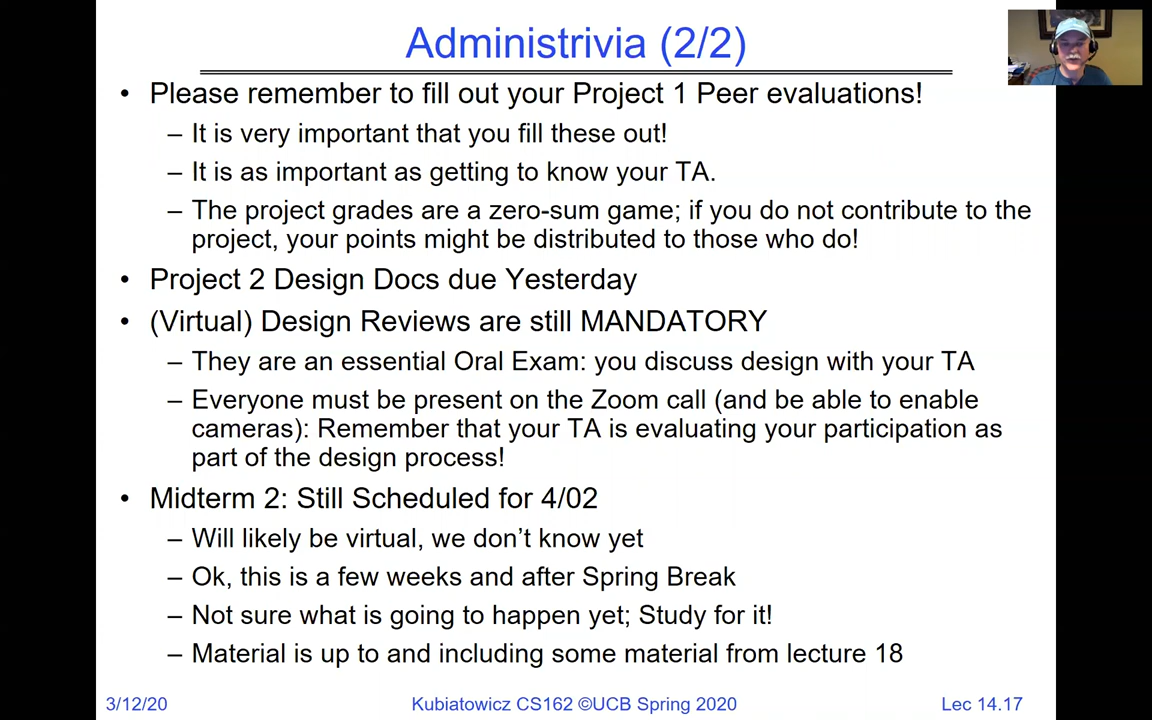 Administrivia (2/2)
• Please remember to fill out your Project 1 Peer evaluations!
– It is very important that you fill these out!
– It is as important as getting to know your TA.
– The project grades are a zero-sum game; if you do not contribute to the
project, your points might be distributed to those who do!
• Project 2 Design Docs due Yesterday
• (Virtual) Design Reviews are still MANDATORY
– They are an essential Oral Exam: you discuss design with your TA
– Everyone must be present on the Zoom call (and be able to enable
cameras): Remember that your TA is evaluating your participation as
part of the design process!
• Midterm 2: Still Scheduled for 4/02
– Will likely be virtual, we don’t know yet
– Ok, this is a few weeks and after Spring Break
– Not sure what is going to happen yet; Study for it!
– Material is up to and including some material from lecture 18
3/12/20
Kubiatowicz CS162 ©UCB Spring 2020
Lec 14.17